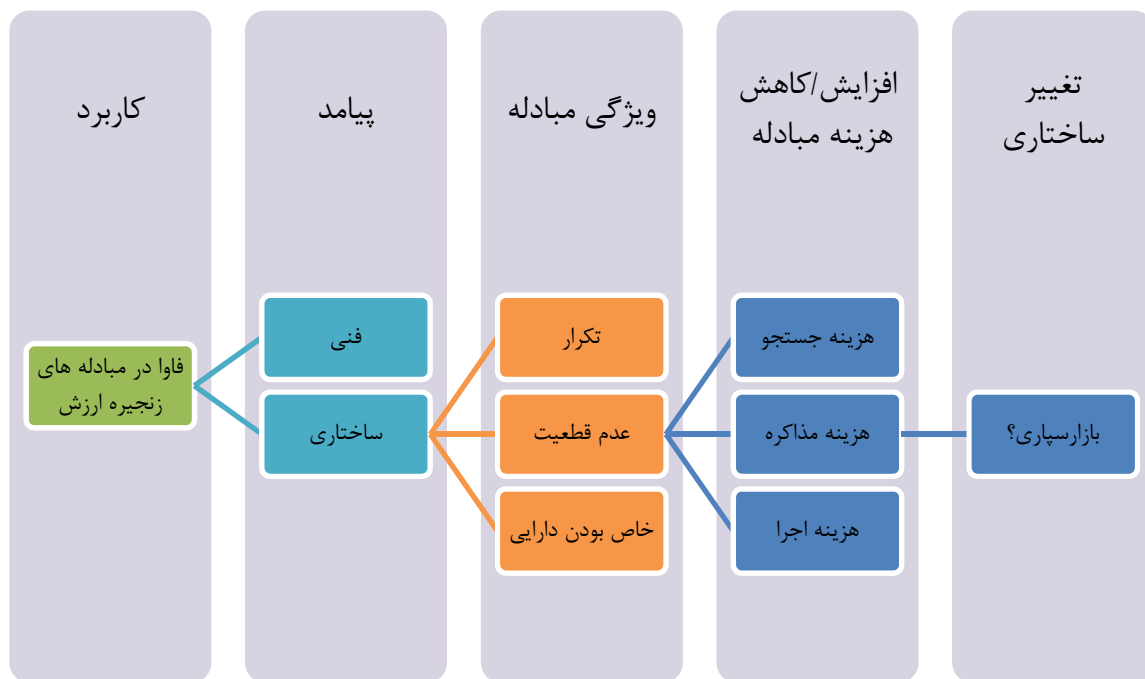 کاربرد
پیامد
ویژگی مبادله
افزایش/کاهش
هزینه مبادله
تغییر
ساختاری
فاوا در مبادله های
زنجیره ارزش
فنی
ساختاری
تکرار
عدم قطعیت
خاص بودن دارایی
هزینه جستجو
هزینه مذاکره
هزینه اجرا
بازارسپاری؟